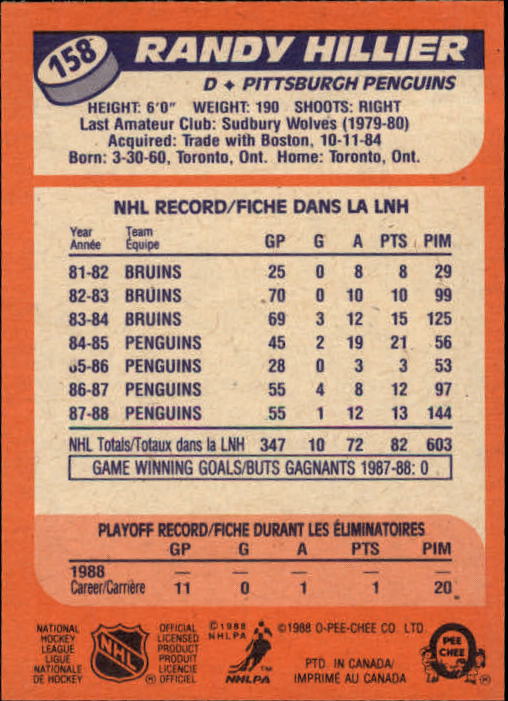 158 RANDY HILLIER
D ♦ PITTSBURGH PENGUINS
HEIGHT: 6'0" WEIGHT: 190 SHOOTS: RIGHT
Last Amateur Club: Sudbury Wolves (1979-80)
Acquired: Trade with Boston, 10-11-84
Born: 3-30-60, Toronto, Ont. Home: Toronto, Ont.
NHL RECORD/FICHE DANS LA LNH
Year Team
Année Équipe GP G A PTS PIM
81-82 BRUINS 25 0 8 8 29
82-83 BRUINS 70 0 10 10 99
83-84 BRUINS 69 3 12 15 125
84-85 PENGUINS 45 2 19 21 56
85-86 PENGUINS 28 0 3 3 53
86-87 PENGUINS 55 4 8 12 97
87-88 PENGUINS 55 1 12 13 144
NHL Totals/Totaux dans la LNH 347 10 72 82 603
GAME WINNING GOALS/BUTS GAGNANTS 1987-88: 0
PLAYOFF RECORD/FICHE DURANT LES ÉLIMINATOIRES
GP G A PTS PIM
1988 — — — — —
Career/Carrière 11 0 1 1 20
NATIONAL
HOCKEY
LEAGUE
LIGUE
NATIONALE
DE HOCKEY
NHL
®
OFFICIAL
LICENSED
PRODUCT
PRODUIT
LICENCIÉ
OFFICIEL
©1988
NHLPA
TM
NHLPA
©1988 O-PEE-CHEE CO. LTD.
PTD. IN CANADA/
IMPRIMÉ AU CANADA
PEE
CHEE
®